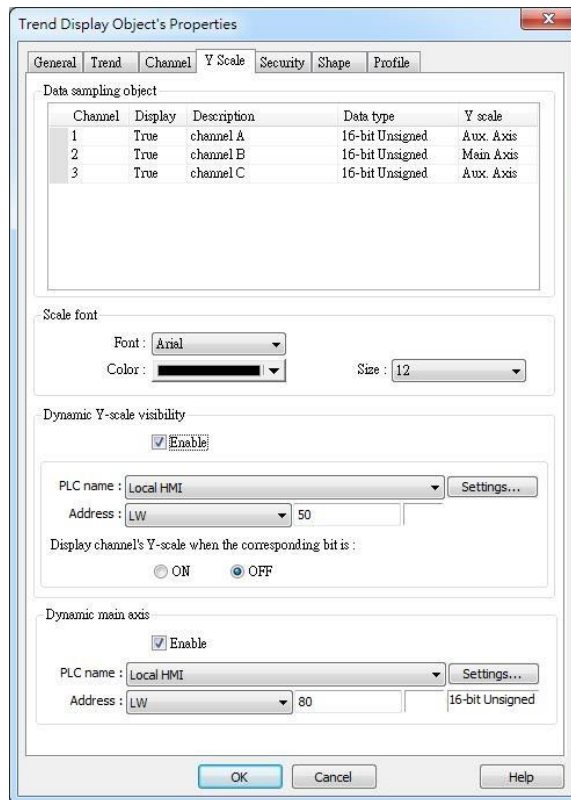 Trend Display Object's Properties
General Trend Channel Y Scale Security Shape Profile
Data sampling object
Channel Display Description Data type Y scale
1 True channel A 16-bit Unsigned Aux. Axis
2 True channel B 16-bit Unsigned Main Axis
3 True channel C 16-bit Unsigned Aux. Axis
Scale font
Font : Arial
Color : Size : 12
Dynamic Y-scale visibility
Enable
PLC name : Local HMI Settings...
Address : LW 50
Display channel's Y-scale when the corresponding bit is :
ON OFF
Dynamic main axis
Enable
PLC name : Local HMI Settings...
Address : LW 80 16-bit Unsigned
OK Cancel Help